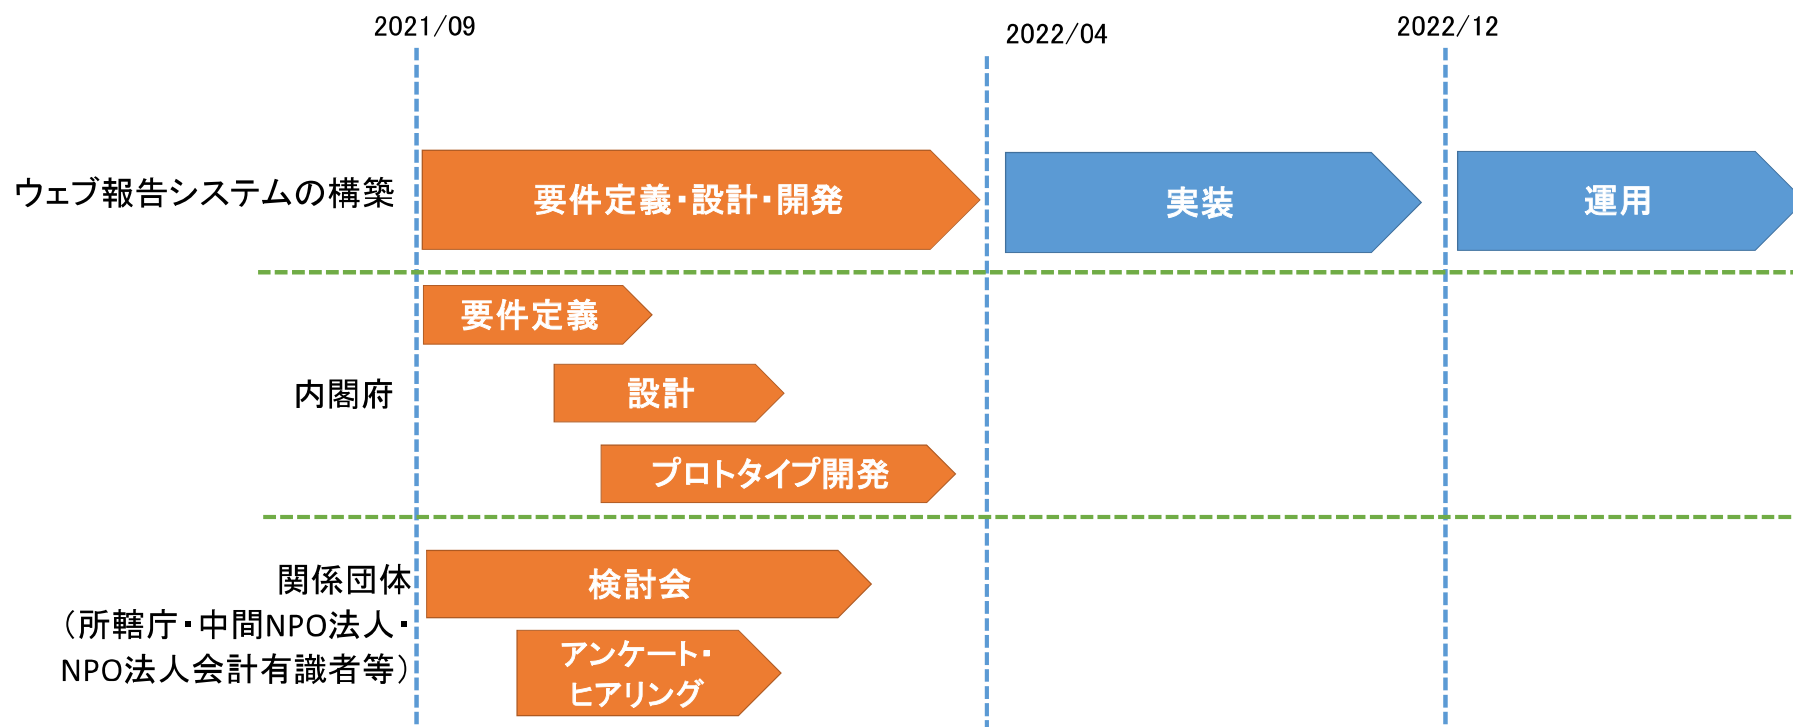 2021/09
2022/04
2022/12
ウェブ報告システムの構築
要件定義・設計・開発
実装
運用
内閣府
要件定義
設計
プロトタイプ開発
関係団体
（所轄庁・中間NPO法人・
NPO法人会計有識者等）
検討会
アンケート・
ヒアリング